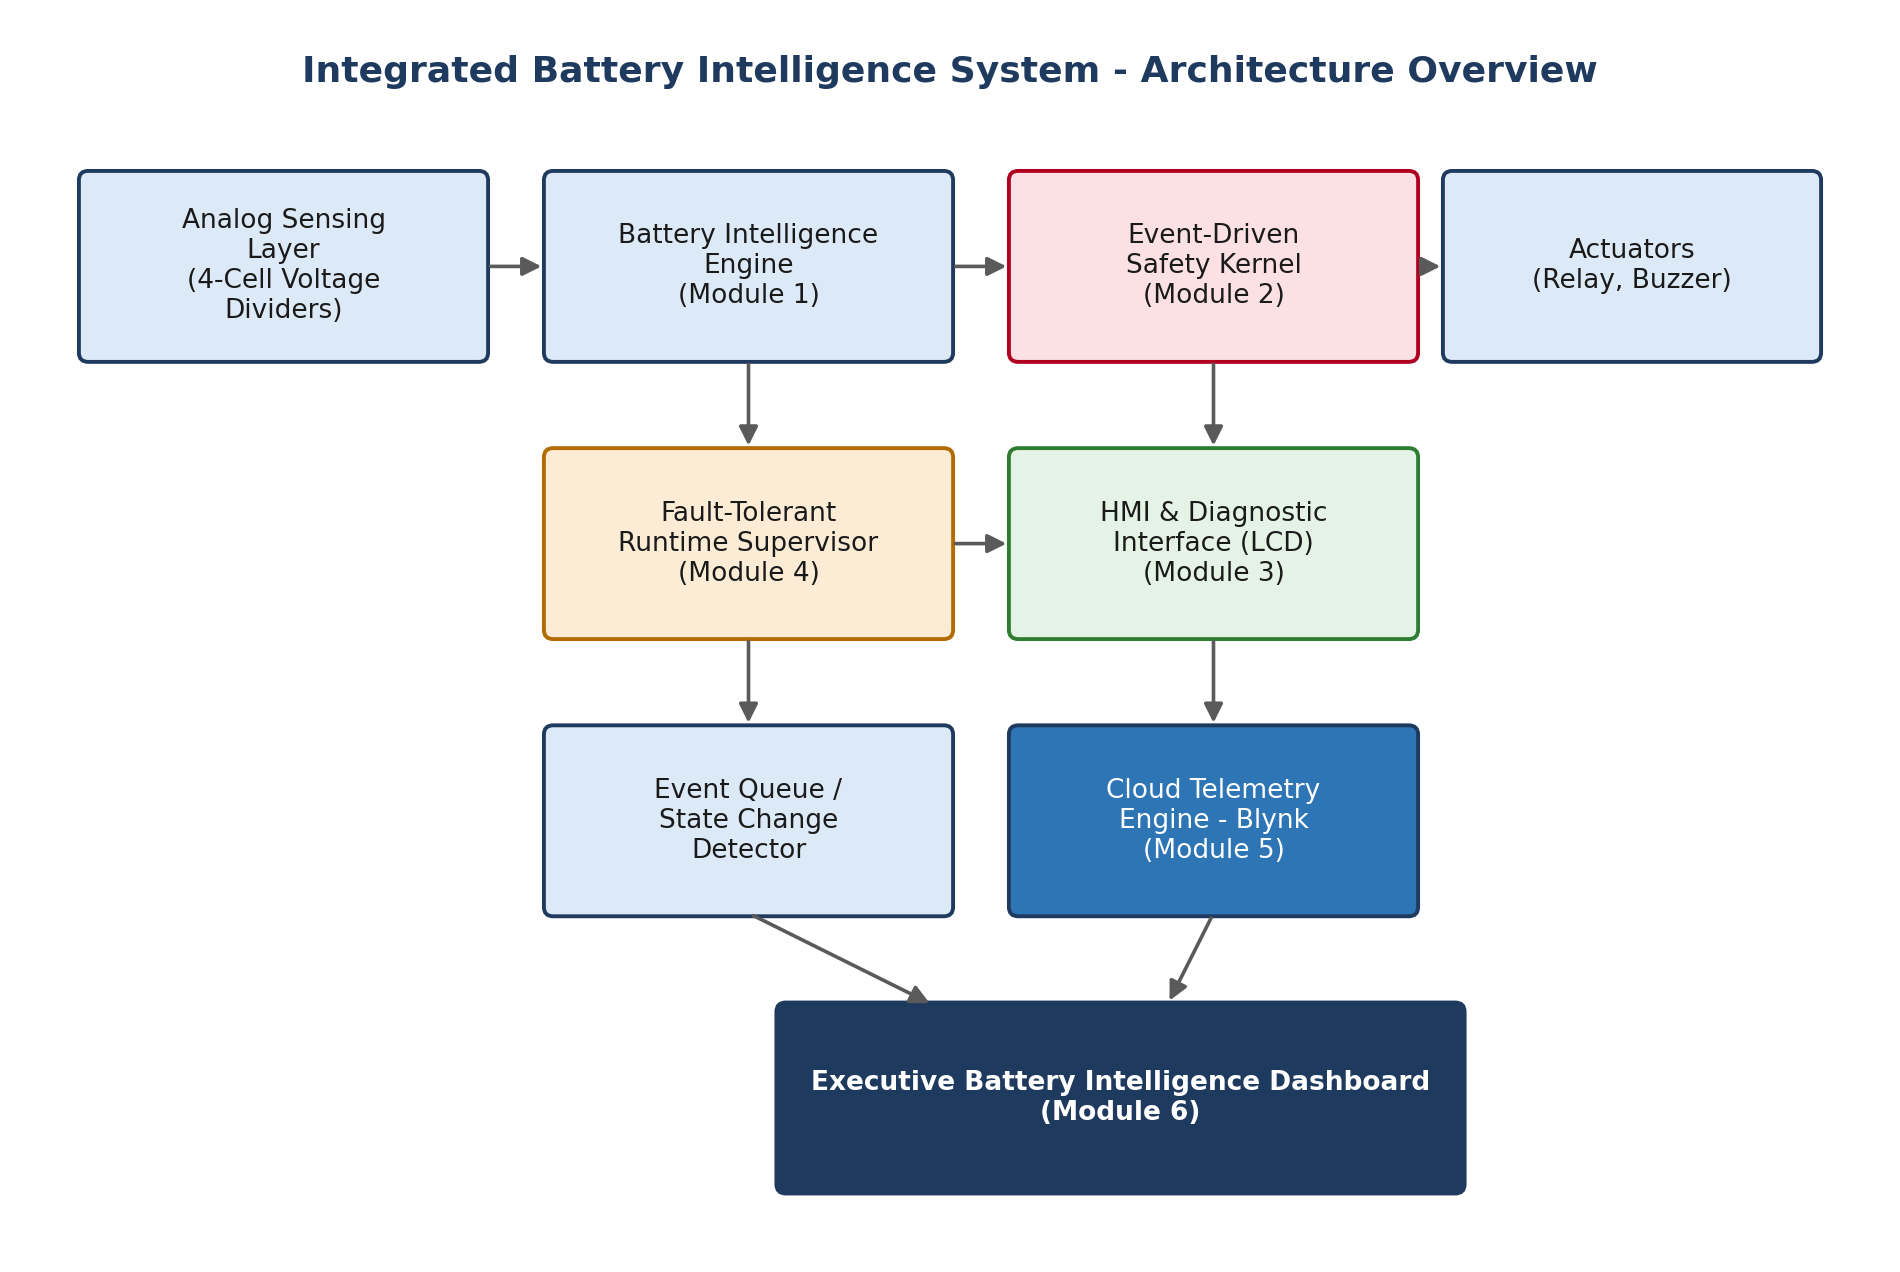 Integrated Battery Intelligence System - Architecture Overview
Analog Sensing
Layer
(4-Cell Voltage
Dividers)
Battery Intelligence
Engine
(Module 1)
Event-Driven
Safety Kernel
(Module 2)
Actuators
(Relay, Buzzer)
Fault-Tolerant
Runtime Supervisor
(Module 4)
HMI & Diagnostic
Interface (LCD)
(Module 3)
Event Queue /
State Change
Detector
Cloud Telemetry
Engine - Blynk
(Module 5)
Executive Battery Intelligence Dashboard
(Module 6)